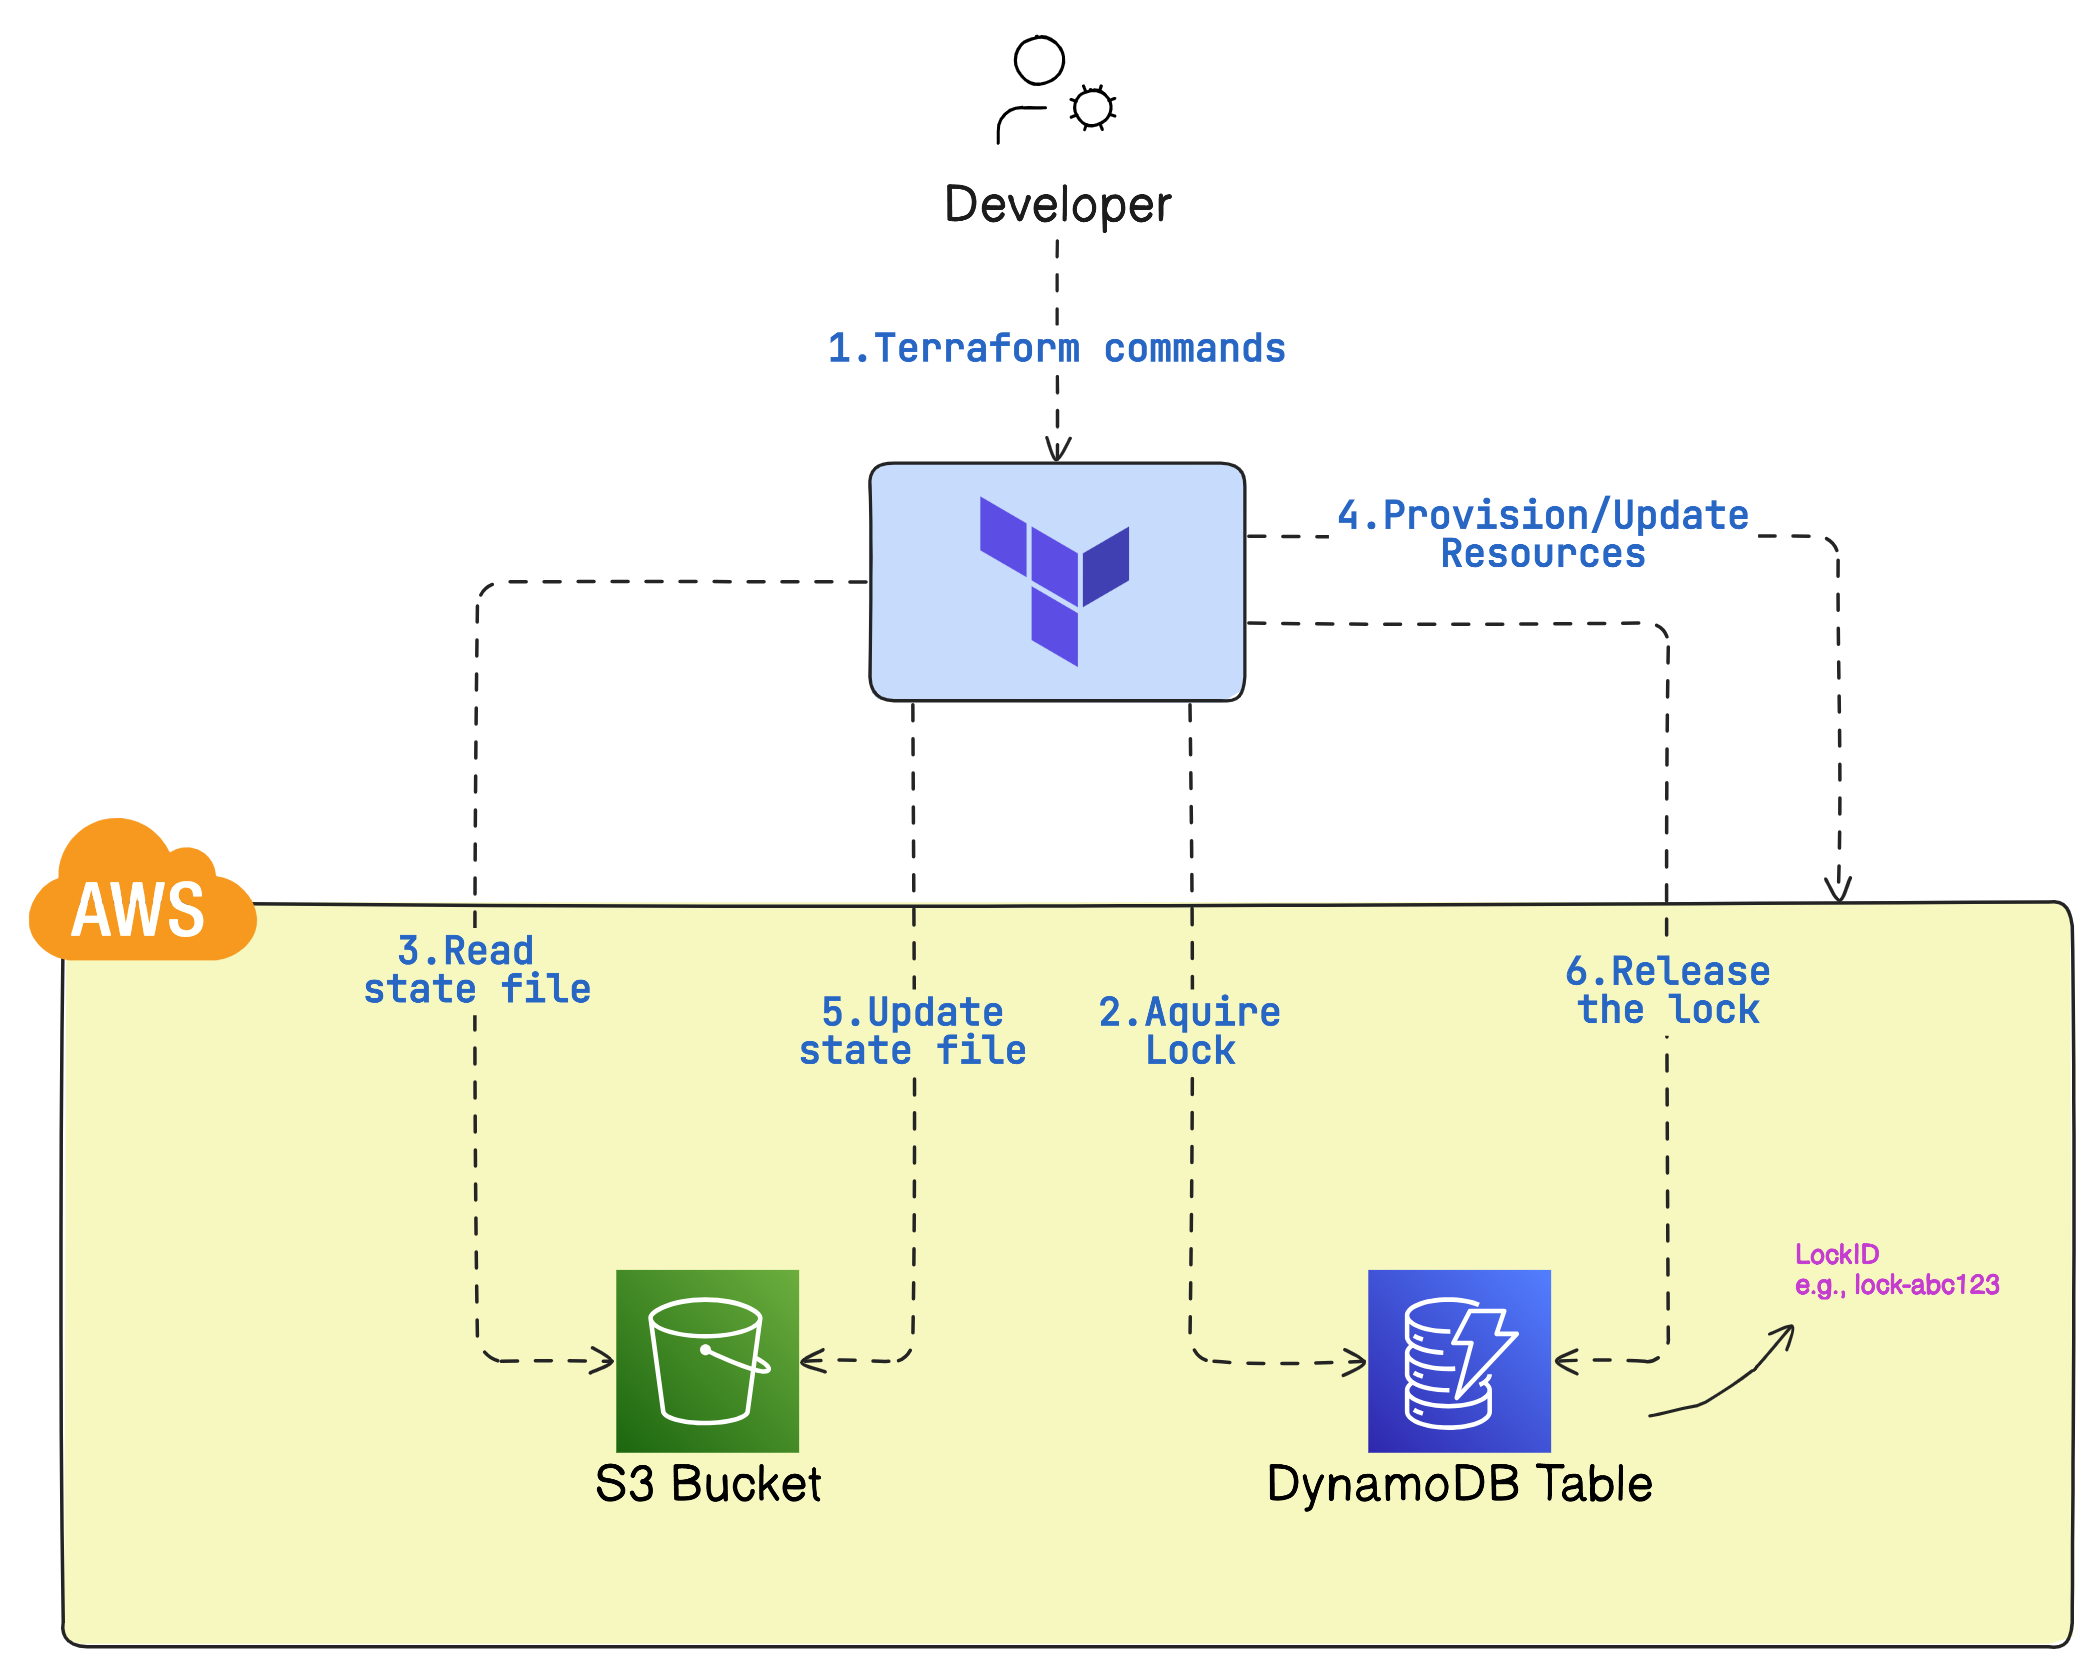 Developer
1.Terraform commands
4.Provision/Update
Resources
AWS
3.Read
state file
5.Update
state file
2.Aquire
Lock
6.Release
the lock
LockID
e.g., lock-abc123
S3 Bucket
DynamoDB Table